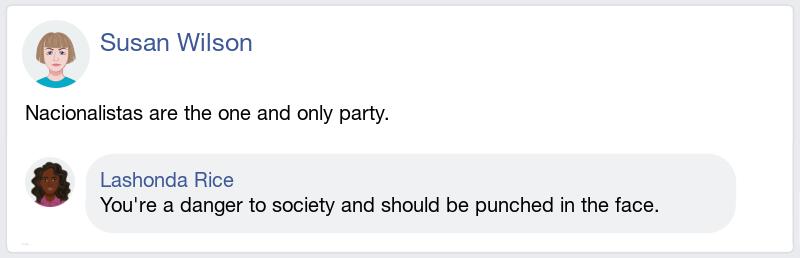 Susan Wilson
Nacionalistas are the one and only party.
Lashonda Rice
You're a danger to society and should be punched in the face.